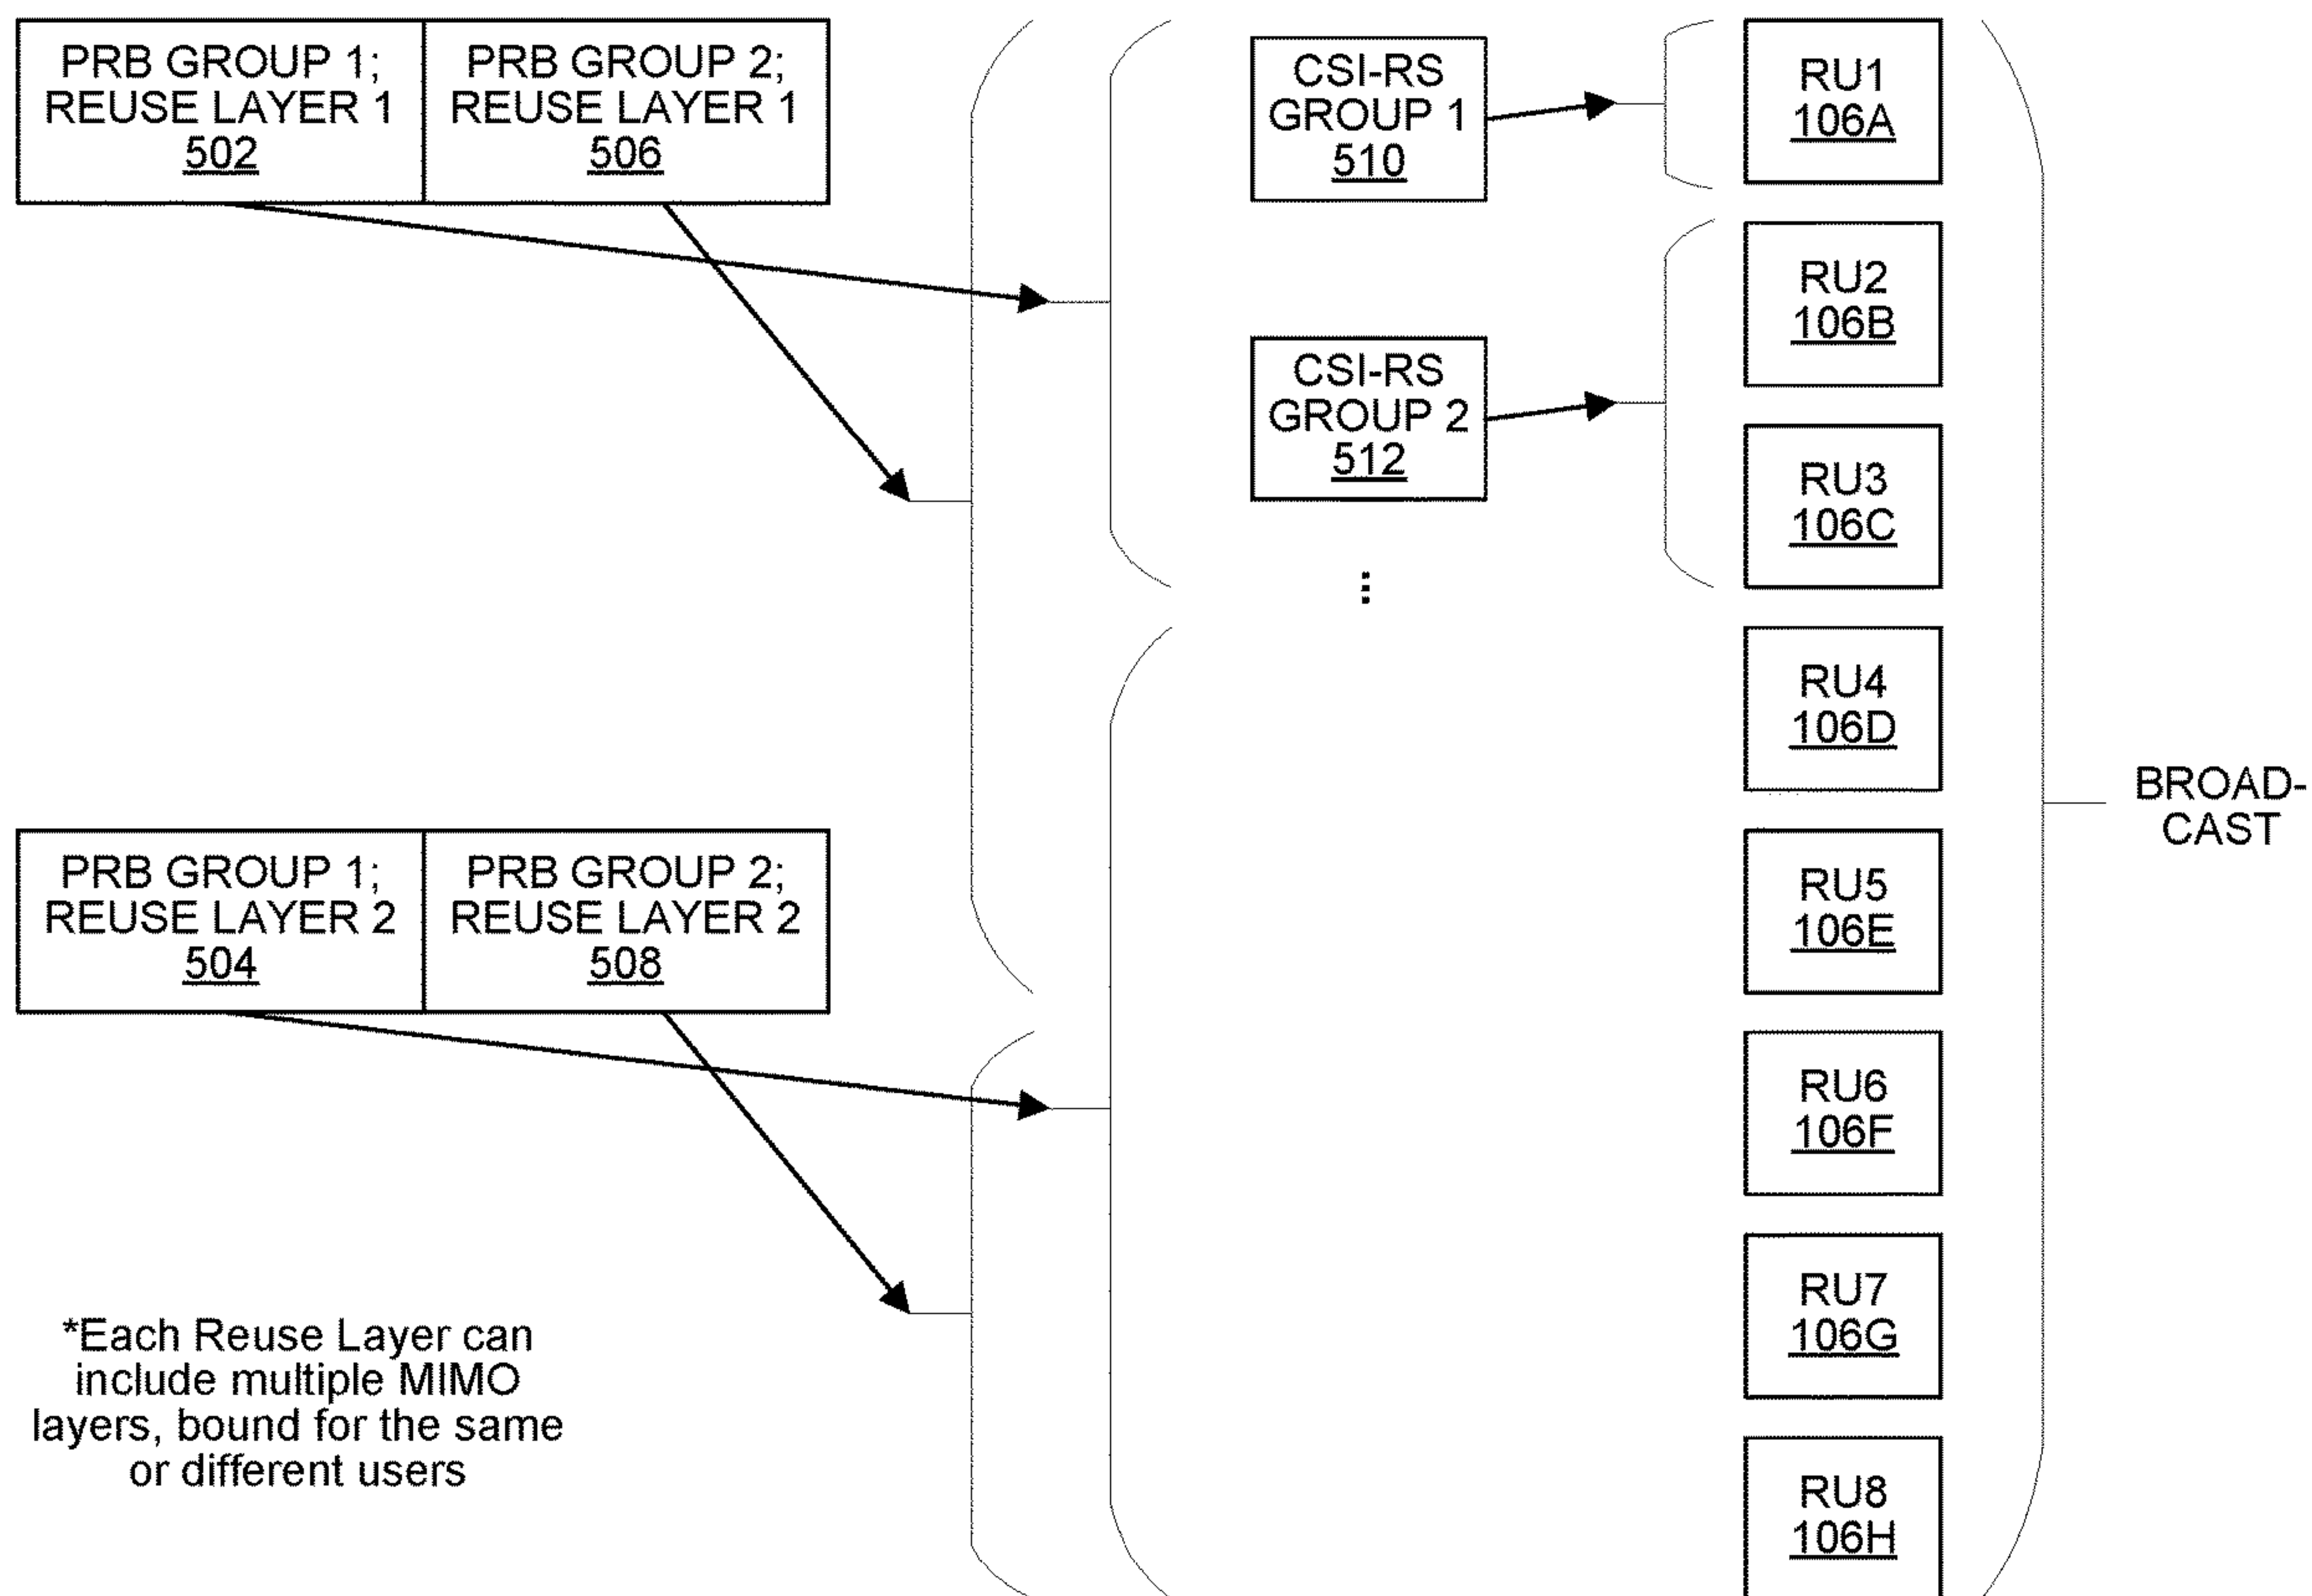 PRB GROUP 1;
REUSE LAYER 1
502
PRB GROUP 2;
REUSE LAYER 1
506
CSI-RS
GROUP 1
510
RU1
106A
RU2
106B
CSI-RS
GROUP 2
512
RU3
106C
...
RU4
106D
BROAD-
CAST
PRB GROUP 1;
REUSE LAYER 2
504
PRB GROUP 2;
REUSE LAYER 2
508
RU5
106E
RU6
106F
RU7
106G
*Each Reuse Layer can
include multiple MIMO
layers, bound for the same
or different users
RU8
106H